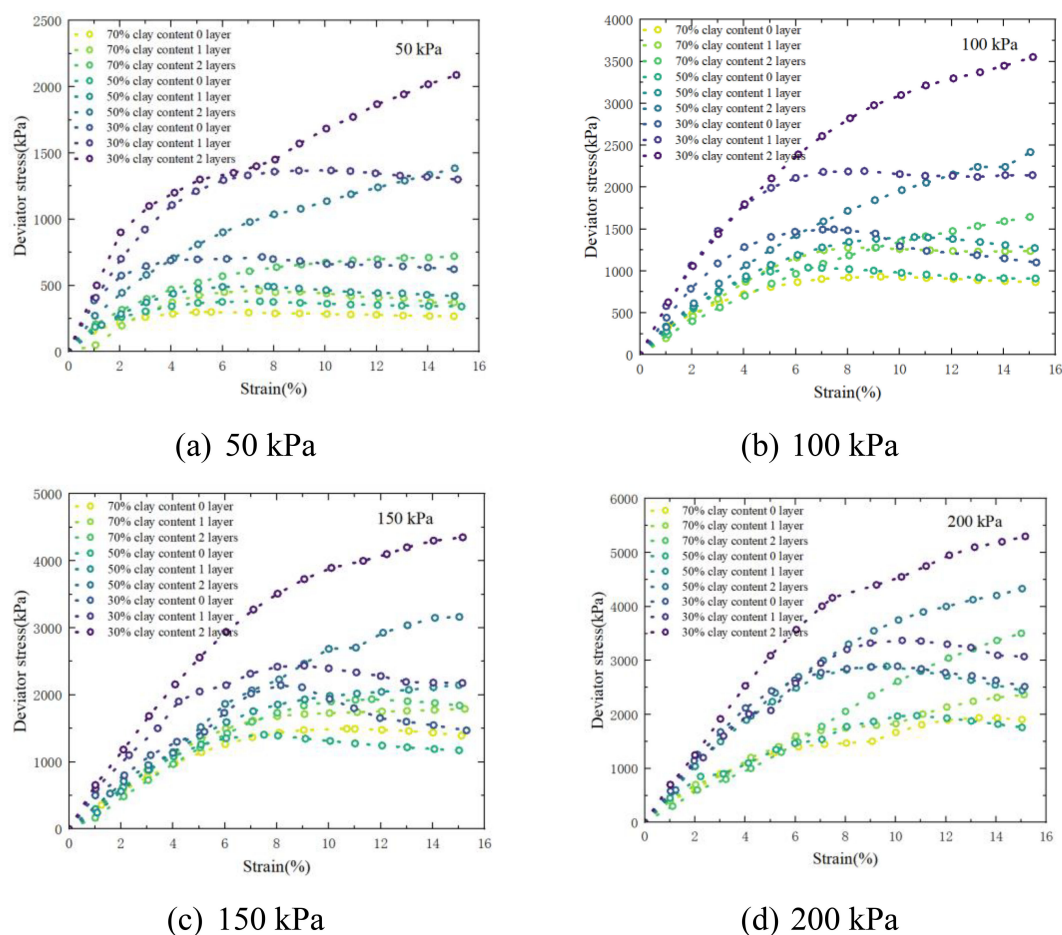 2500
2000
1500
1000
500
0
Deviator stress(kPa)
50 kPa
70% clay content 0 layer
70% clay content 1 layer
70% clay content 2 layers
50% clay content 0 layer
50% clay content 1 layer
50% clay content 2 layers
30% clay content 0 layer
30% clay content 1 layer
30% clay content 2 layers
0 2 4 6 8 10 12 14 16
Strain(%)
(a) 50 kPa
4000
3500
3000
2500
2000
1500
1000
500
0
Deviator stress(kPa)
100 kPa
70% clay content 0 layer
70% clay content 1 layer
70% clay content 2 layers
50% clay content 0 layer
50% clay content 1 layer
50% clay content 2 layers
30% clay content 0 layer
30% clay content 1 layer
30% clay content 2 layers
0 2 4 6 8 10 12 14 16
Strain(%)
(b) 100 kPa
5000
4000
3000
2000
1000
0
Deviator stress(kPa)
150 kPa
70% clay content 0 layer
70% clay content 1 layer
70% clay content 2 layers
50% clay content 0 layer
50% clay content 1 layer
50% clay content 2 layers
30% clay content 0 layer
30% clay content 1 layer
30% clay content 2 layers
0 2 4 6 8 10 12 14 16
Strain(%)
(c) 150 kPa
6000
5000
4000
3000
2000
1000
0
Deviator stress(kPa)
200 kPa
70% clay content 0 layer
70% clay content 1 layer
70% clay content 2 layers
50% clay content 0 layer
50% clay content 1 layer
50% clay content 2 layers
30% clay content 0 layer
30% clay content 1 layer
30% clay content 2 layers
0 2 4 6 8 10 12 14 16
Strain(%)
(d) 200 kPa